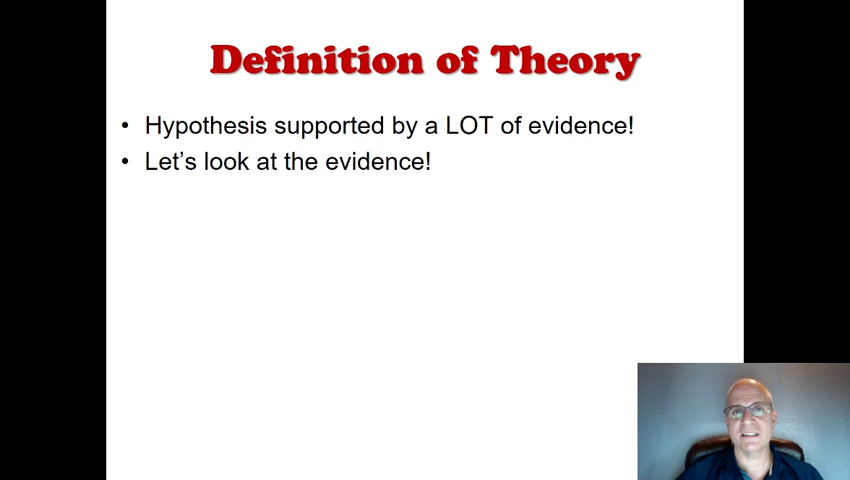 Definition of Theory
• Hypothesis supported by a LOT of evidence!
• Let’s look at the evidence!